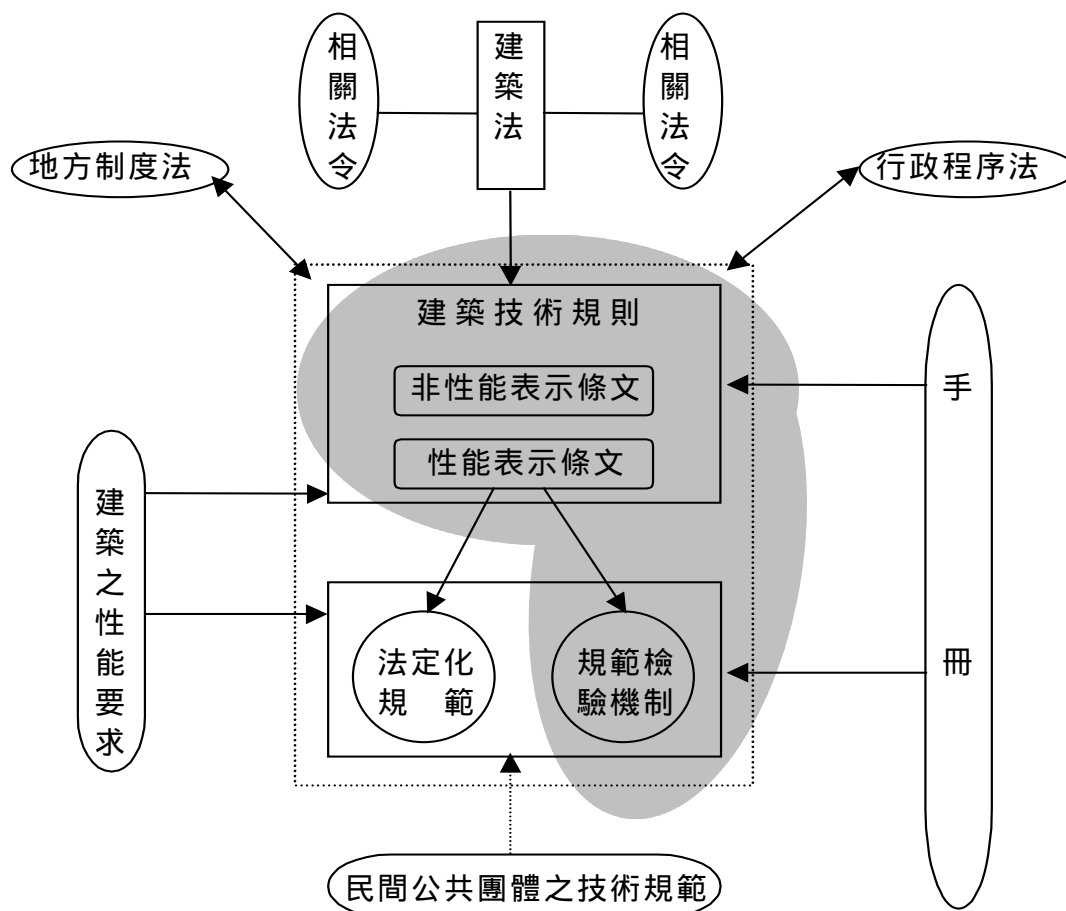 相關法令
建築法
相關法令
地方制度法
行政程序法
建築技術規則
非性能表示條文
性能表示條文
建築之性能要求
手冊
法定化
規範
規範檢
驗機制
民間公共團體之技術規範